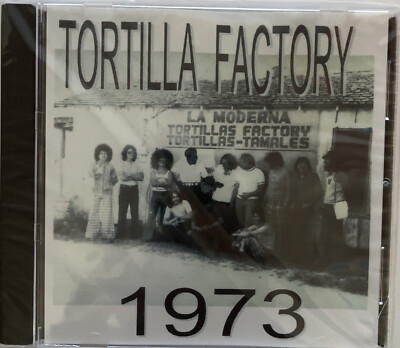 TORTILLA FACTORY
LA MODERNA
TORTILLAS FACTORY
TORTILLAS-TAMALES
1973